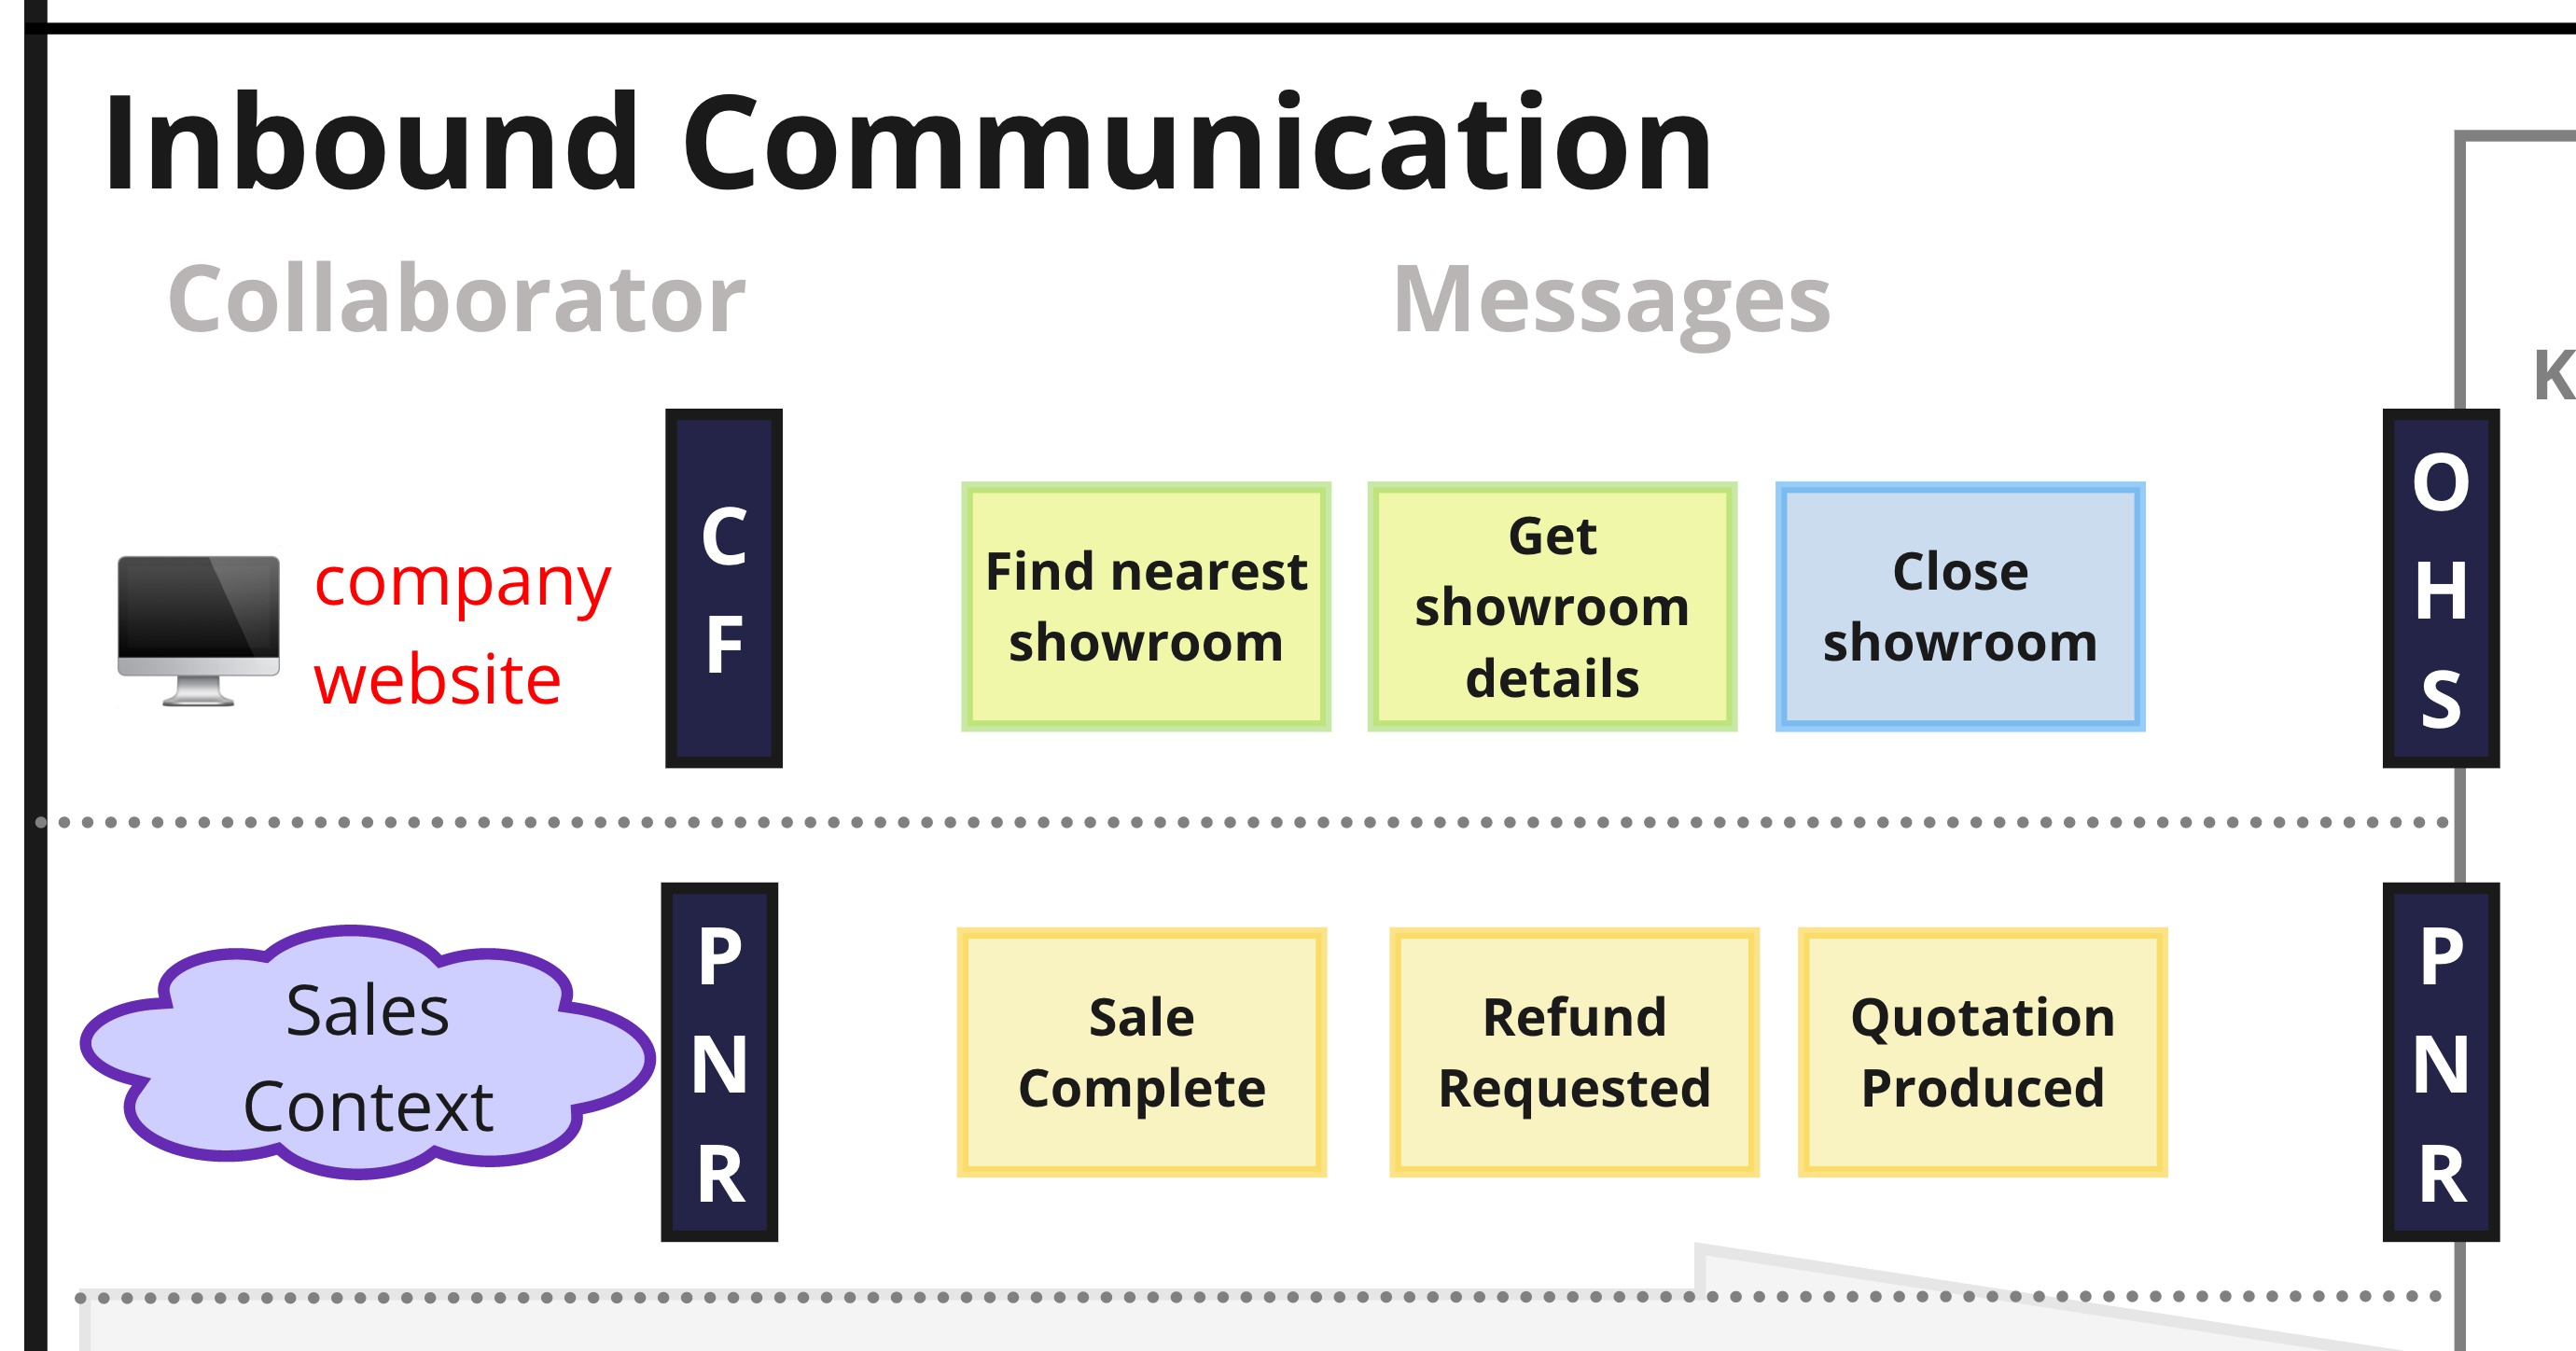 Inbound Communication
Collaborator
Messages
K
company
website
C
F
Find nearest
showroom
Get
showroom
details
Close
showroom
O
H
S
Sales
Context
P
N
R
Sale
Complete
Refund
Requested
Quotation
Produced
P
N
R